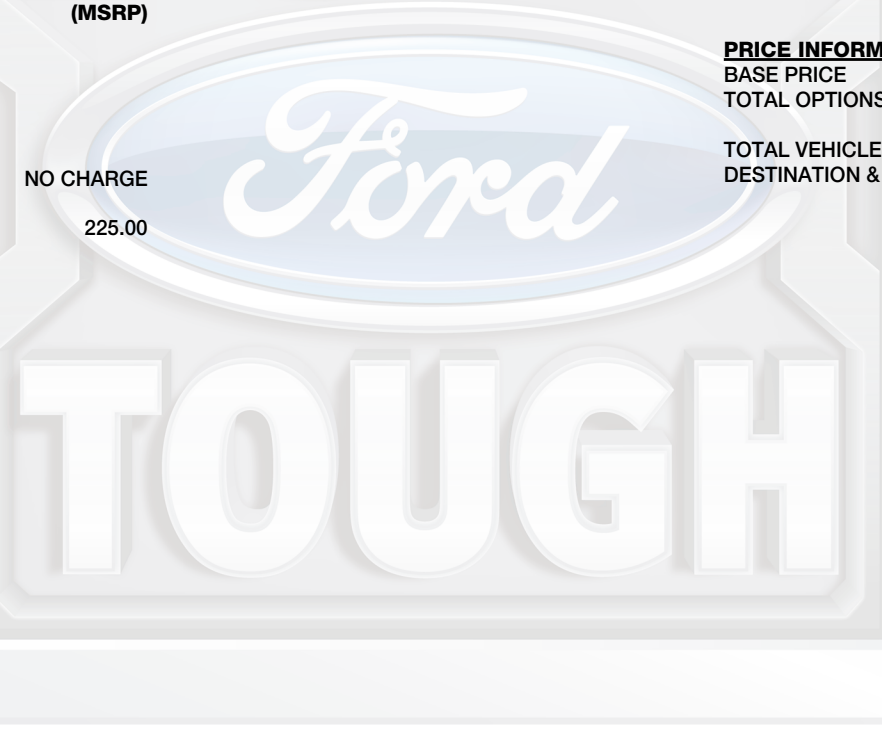 (MSRP)
NO CHARGE
225.00
PRICE INFORM
BASE PRICE
TOTAL OPTIONS
TOTAL VEHICLE
DESTINATION &
Ford
TOUGH